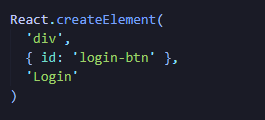 React.createElement(
  'div',
  { id: 'login-btn' },
  'Login'
)